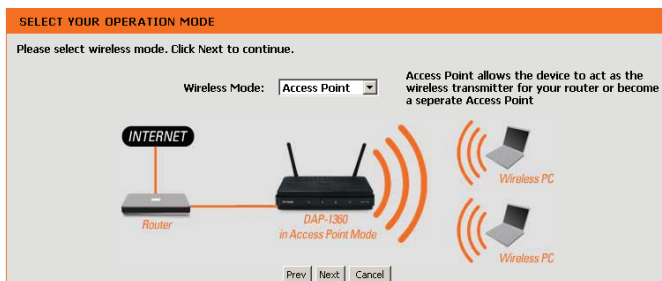 SELECT YOUR OPERATION MODE
Please select wireless mode. Click Next to continue.
Wireless Mode: Access Point
Access Point allows the device to act as the
wireless transmitter for your router or become
a seperate Access Point
INTERNET
Router
DAP-1360
in Access Point Mode
Wireless PC
Wireless PC
Prev Next Cancel